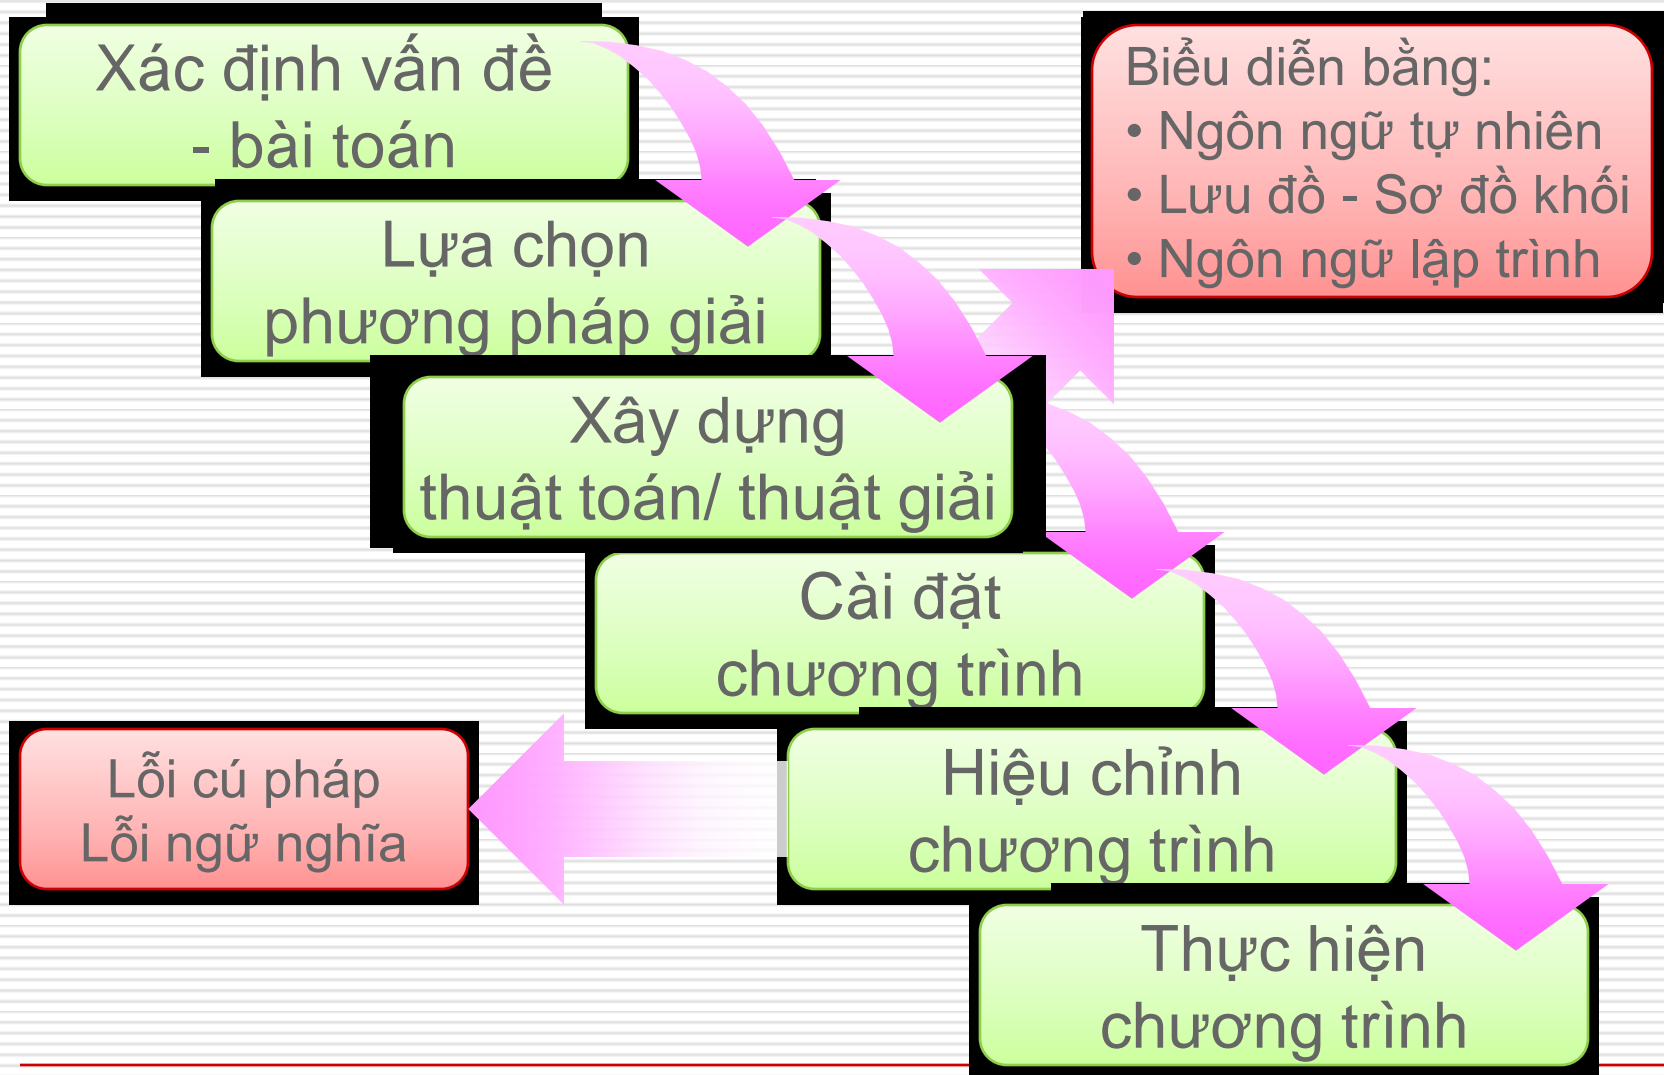 Xác định vấn đề
- bài toán
Biểu diễn bằng:
• Ngôn ngữ tự nhiên
• Lưu đồ - Sơ đồ khối
• Ngôn ngữ lập trình
Lựa chọn
phương pháp giải
Xây dựng
thuật toán/ thuật giải
Cài đặt
chương trình
Lỗi cú pháp
Lỗi ngữ nghĩa
Hiệu chỉnh
chương trình
Thực hiện
chương trình